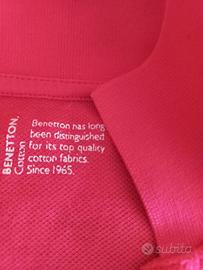 BENETTON.
Cotton
Benetton has long
been distinguished
for its top quality
cotton fabrics.
Since 1965.
subito